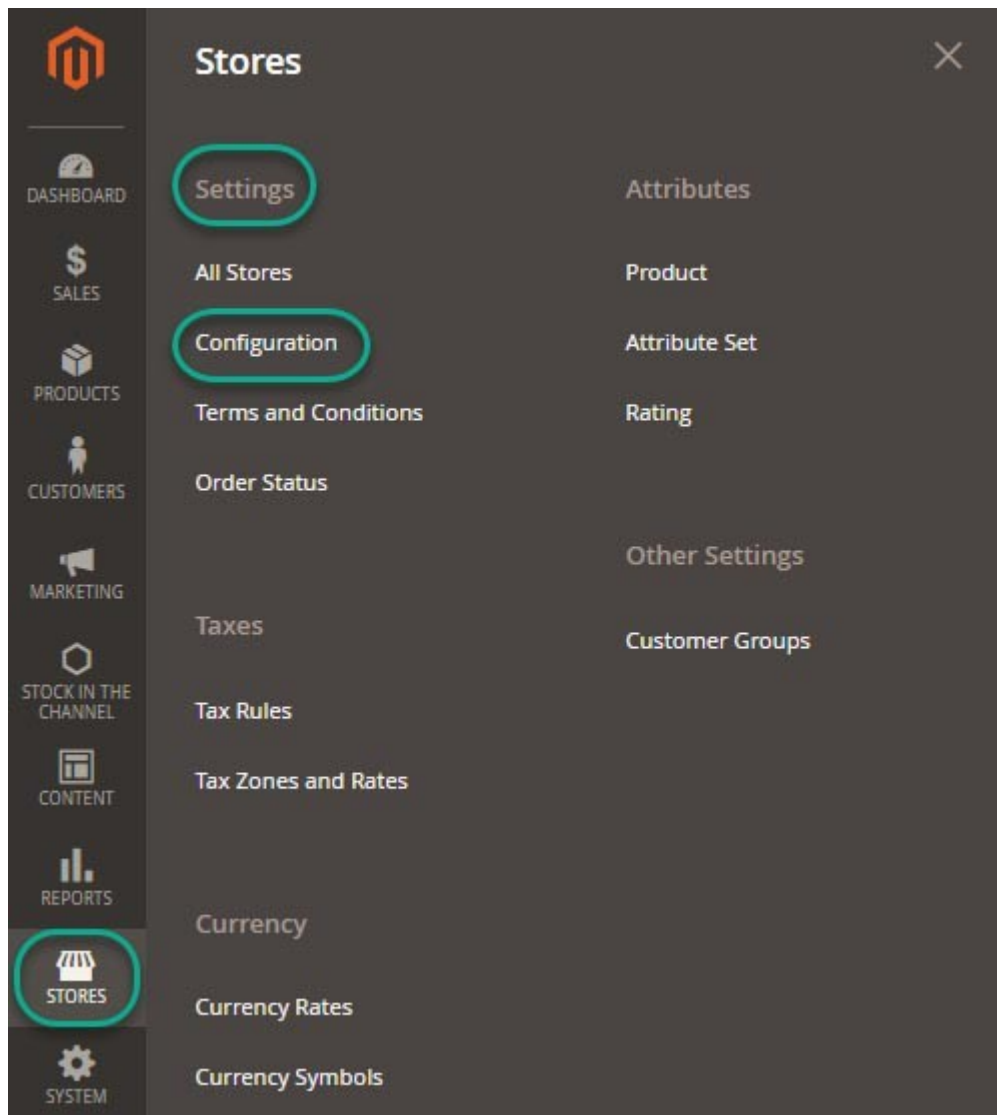 Stores
DASHBOARD
SALES
PRODUCTS
CUSTOMERS
MARKETING
STOCK IN THE
CHANNEL
CONTENT
REPORTS
STORES
SYSTEM
Settings
All Stores
Configuration
Terms and Conditions
Order Status
Taxes
Tax Rules
Tax Zones and Rates
Currency
Currency Rates
Currency Symbols
Attributes
Product
Attribute Set
Rating
Other Settings
Customer Groups